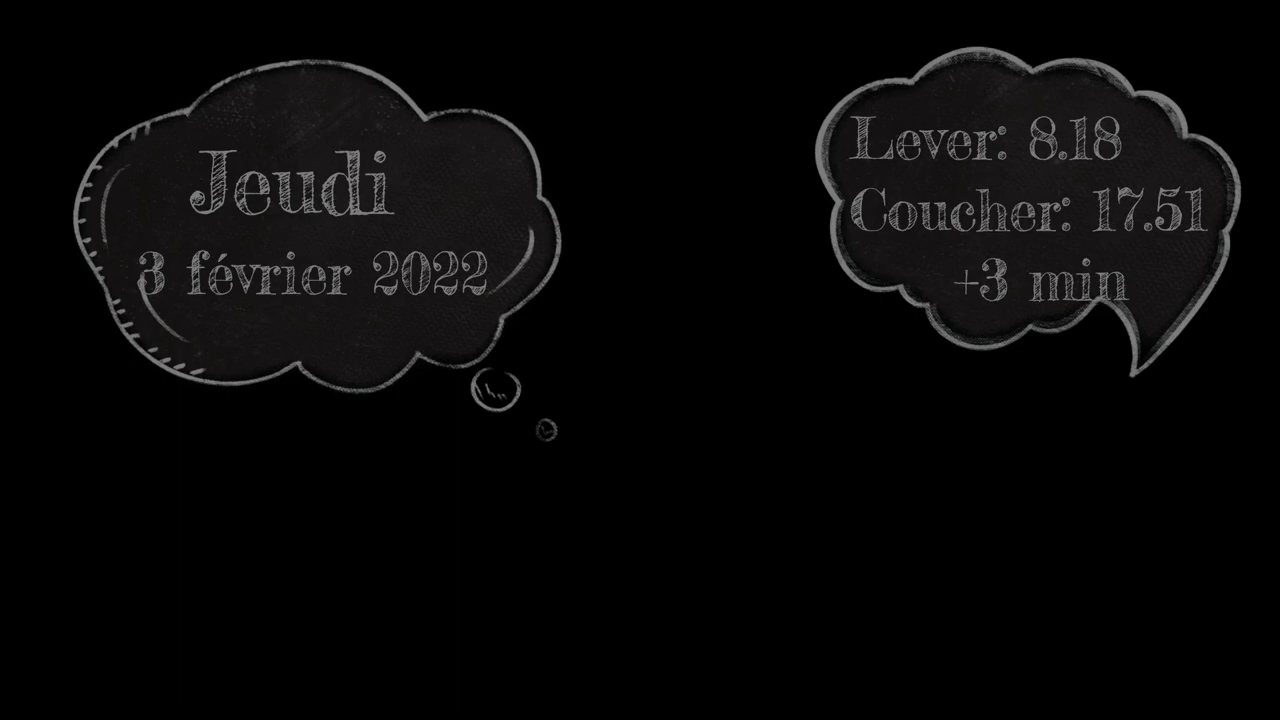 Jeudi
3 février 2022
Lever: 8.18
Coucher: 17.51
+3 min